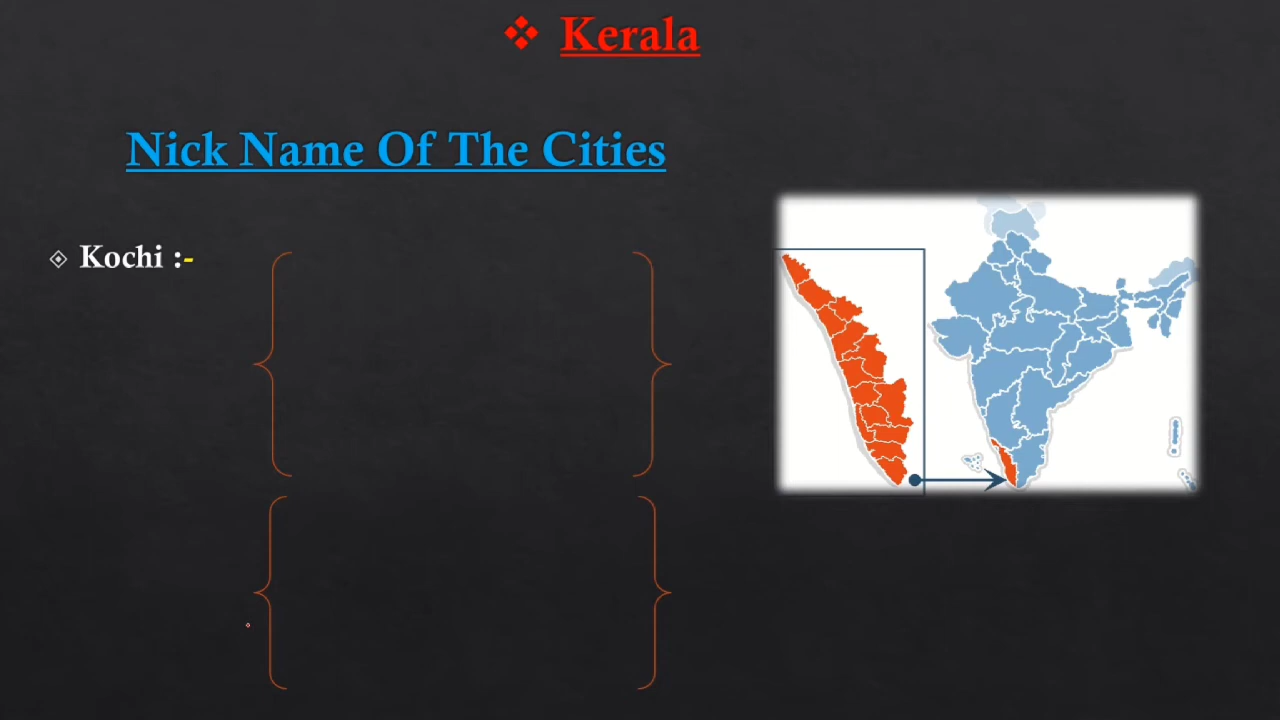 Kerala
Nick Name Of The Cities
Kochi :-